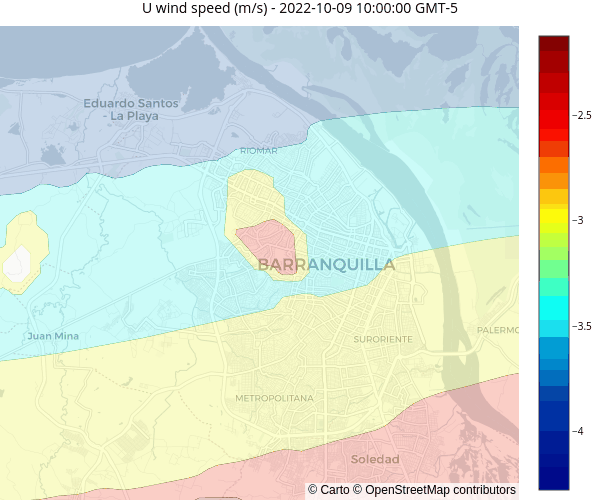 U wind speed (m/s) - 2022-10-09 10:00:00 GMT-5
Eduardo Santos
- La Playa
RIOMAR
−2.5
BARRANQUILLA
−3
Juan Mina
SURORIENTE
PALERMO
−3.5
METROPOLITANA
−4
Soledad
© Carto © OpenStreetMap contributors